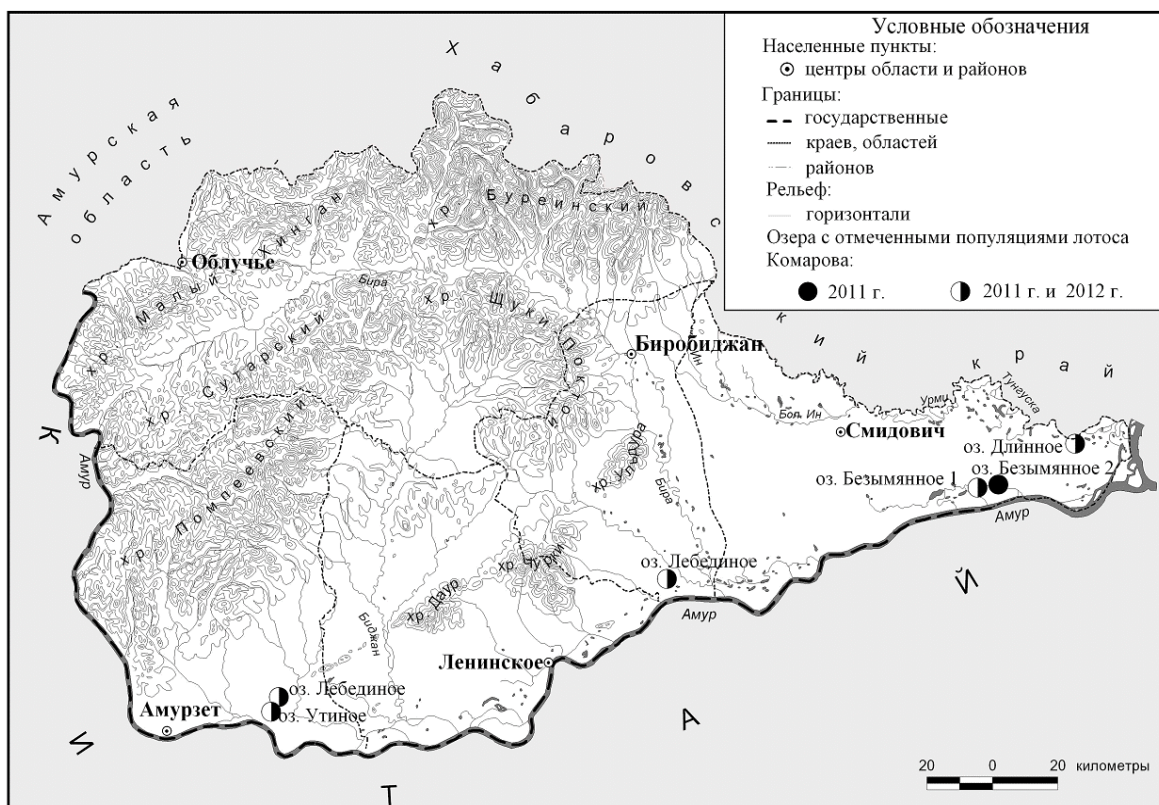 Условные обозначения
Населенные пункты:
центры области и районов
Границы:
государственные
краев, областей
районов
Рельеф:
горизонтали
Озера с отмеченными популяциями лотоса
Комарова:
2011 г.
2011 г. и 2012 г.
Амурская
область
Хабаровский край
хр. Буреинский
хр. Малый Хинган
Облучье
Бира
хр. Щуки Поктой
хр. Сутарский
Биробиджан
Ин
Бол. Ин
Урми
Тунгуска
Смидович
оз. Длинное
оз. Безымянное 2
оз. Безымянное 1
Амур
хр. Помпеевский
Амур
хр. Ульдура
Бира
хр. Чурки
оз. Лебединое
Амур
хр. Даур
Биджан
Ленинское
оз. Лебединое
оз. Утиное
Амурзет
КИТАЙ
20 0 20 километры